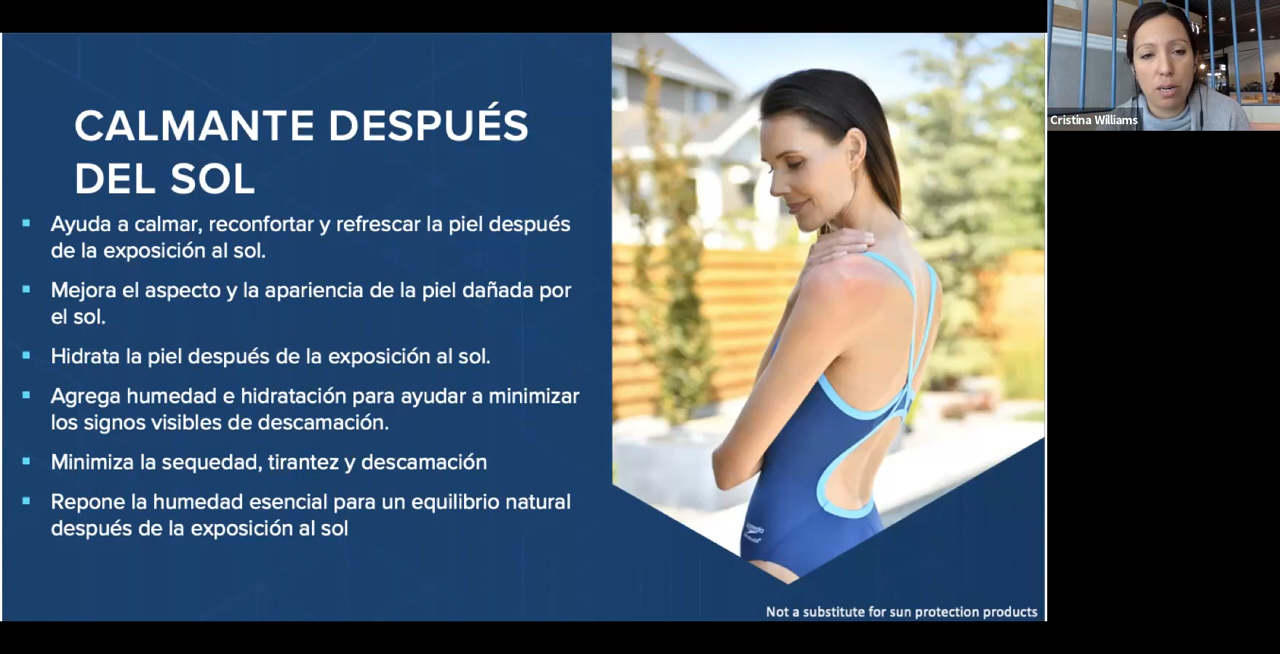 CALMANTE DESPUÉS
DEL SOL
Ayuda a calmar, reconfortar y refrescar la piel después
de la exposición al sol.
Mejora el aspecto y la apariencia de la piel dañada por
el sol.
Hidrata la piel después de la exposición al sol.
Agrega humedad e hidratación para ayudar a minimizar
los signos visibles de descamación.
Minimiza la sequedad, tirantez y descamación
Repone la humedad esencial para un equilibrio natural
después de la exposición al sol
Not a substitute for sun protection products
Cristina Williams